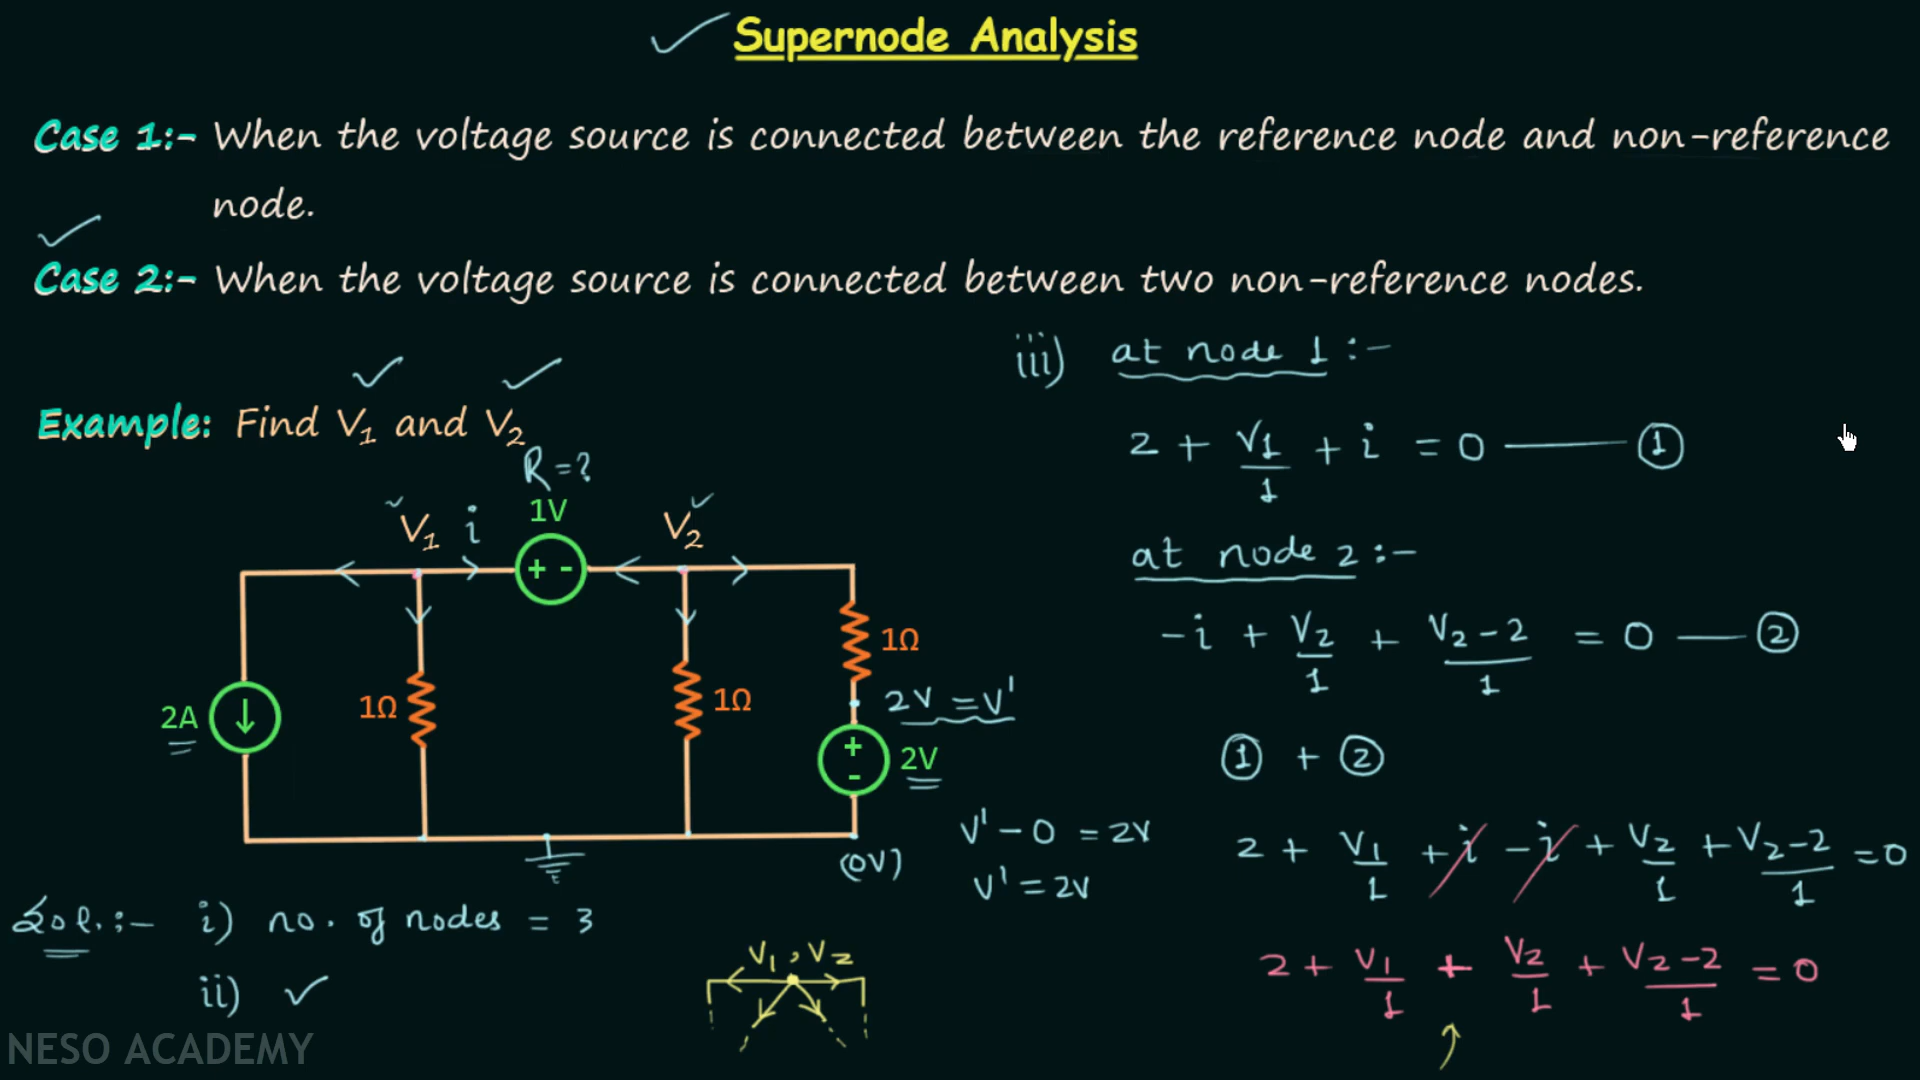 Supernode Analysis
Case 1:- When the voltage source is connected between the reference node and non-reference
node.
Case 2:- When the voltage source is connected between two non-reference nodes.
Example: Find V₁ and V₂
R = ?
V₁ i 1V V₂
+ -
1Ω
2A
1Ω
1Ω
2V = V'
+
-
2V
(0V)
V' - 0 = 2V
V' = 2V
Sol. :- i) no. of nodes = 3
ii) ✓
V₁, V₂
iii) at node 1 :-
2 + V₁/1 + i = 0 —— ①
at node 2 :-
-i + V₂/1 + V₂-2/1 = 0 — ②
① + ②
2 + V₁/1 + i - i + V₂/1 + V₂-2/1 = 0
2 + V₁/1 + V₂/1 + V₂-2/1 = 0
NESO ACADEMY